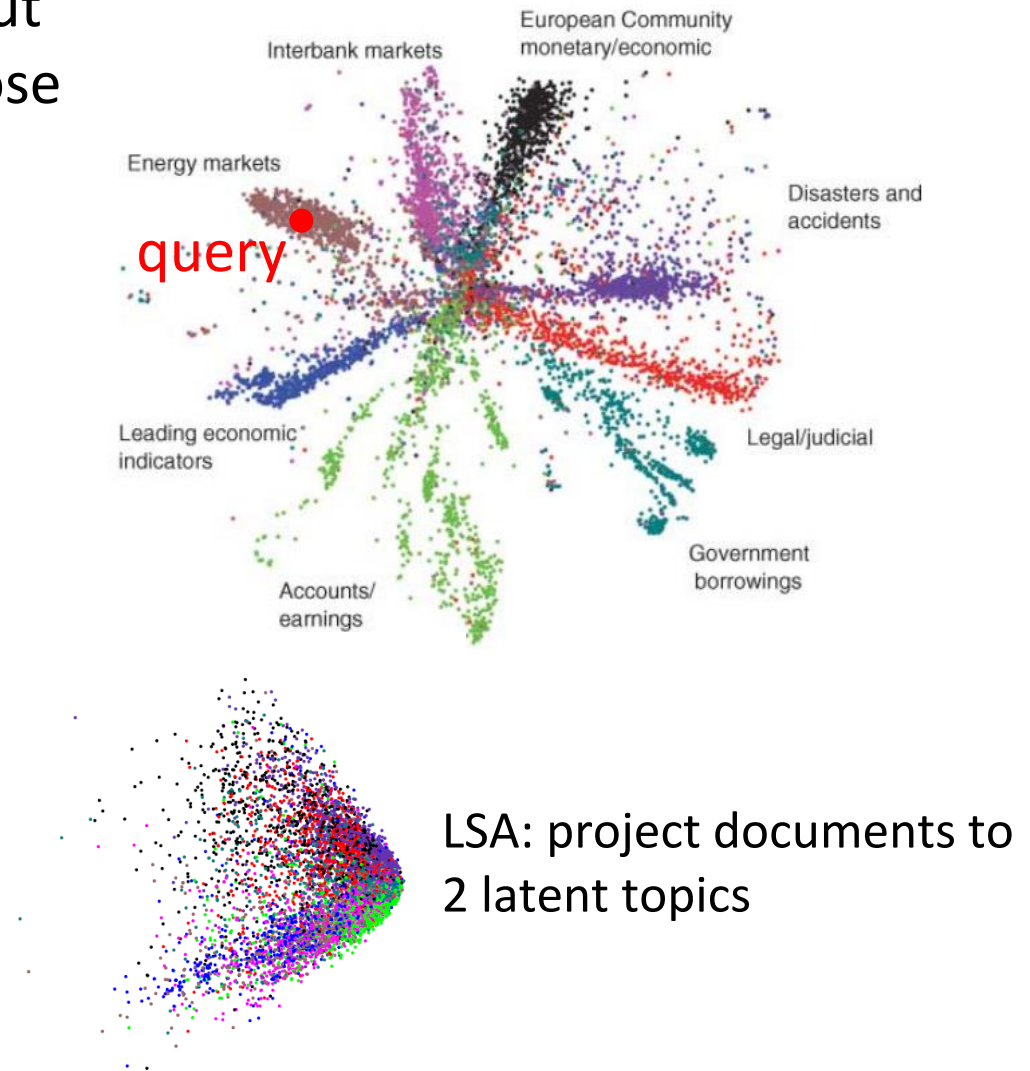 ut
ose
European Community
monetary/economic
Interbank markets
Energy markets
Disasters and
accidents
query
Leading economic
indicators
Legal/judicial
Government
borrowings
Accounts/
earnings
LSA: project documents to
2 latent topics